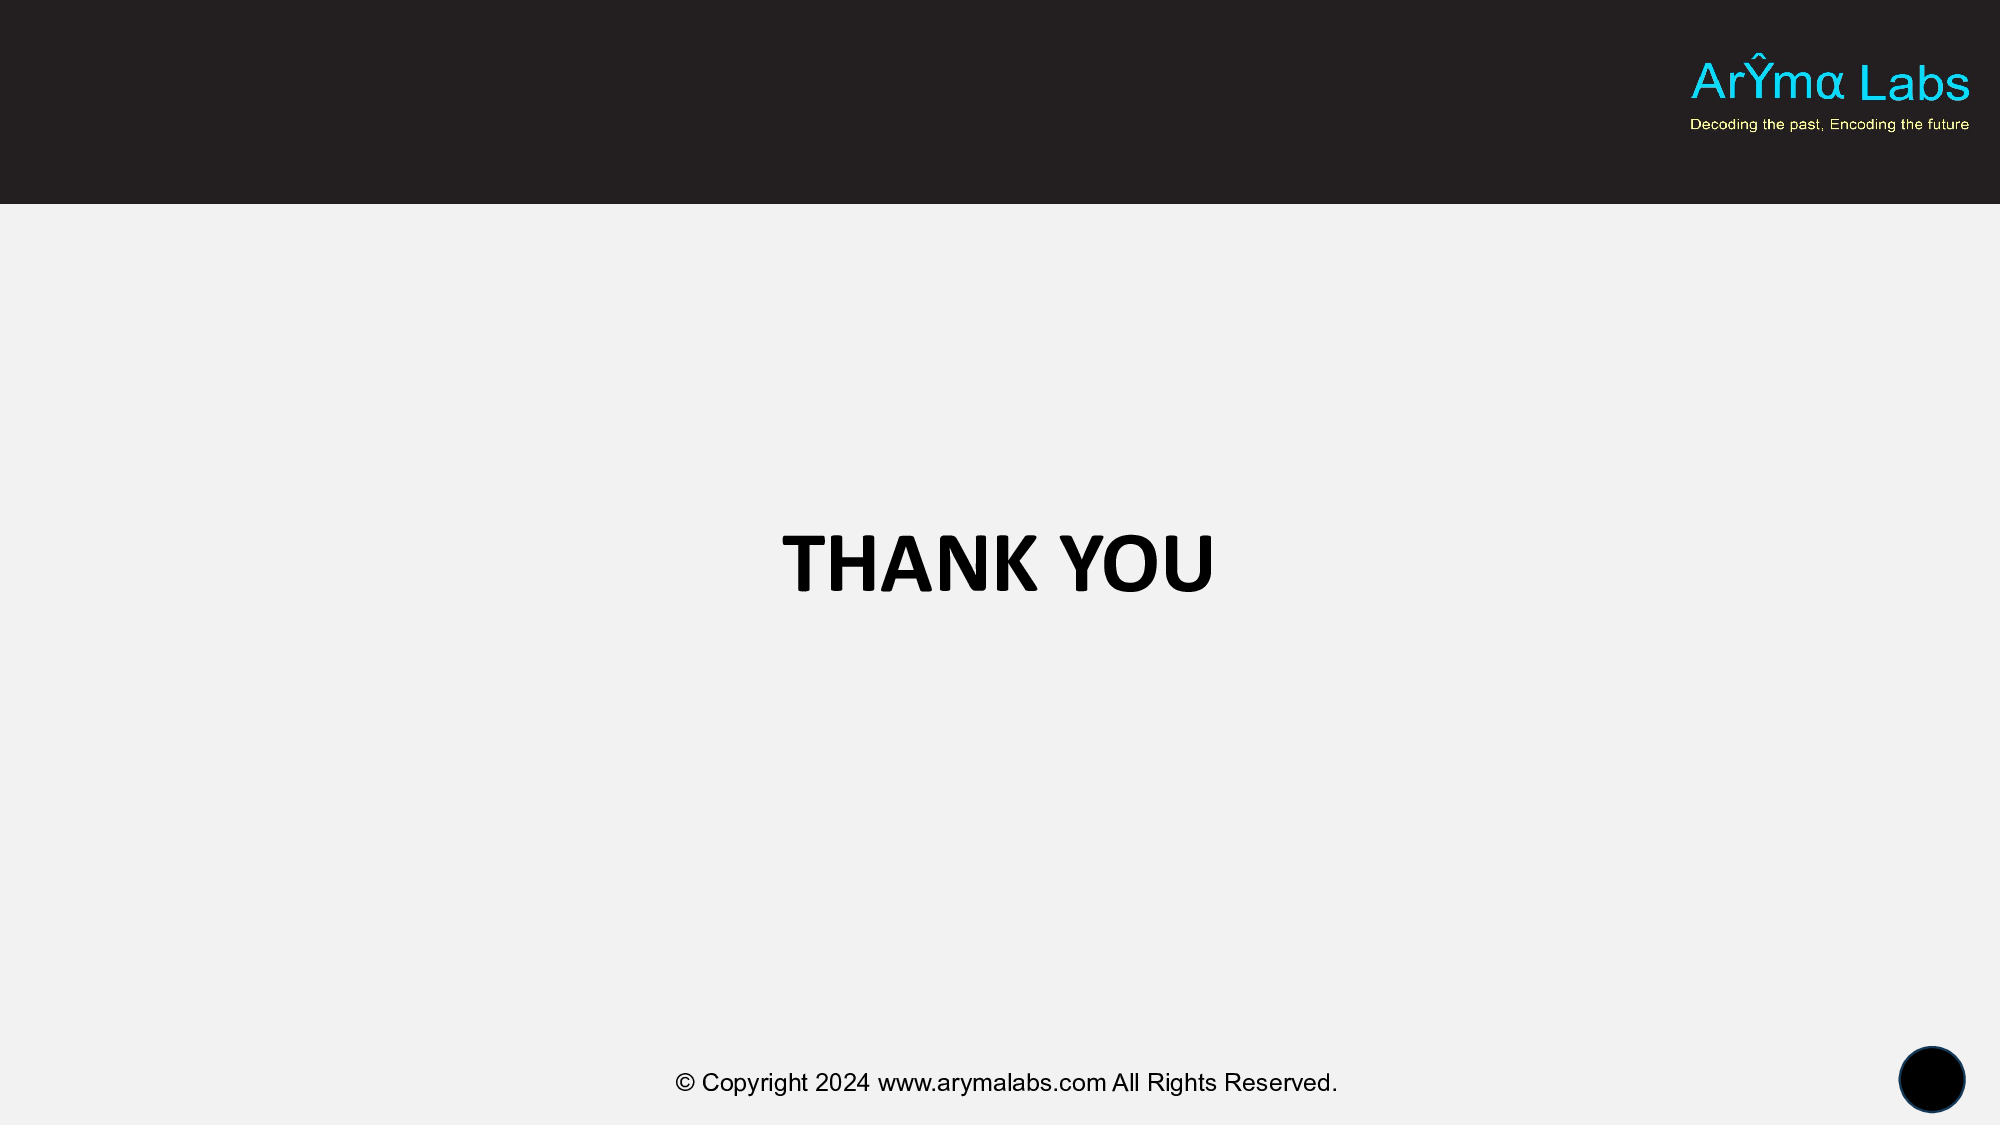 ArŶmα Labs
Decoding the past, Encoding the future
THANK YOU
© Copyright 2024 www.arymalabs.com All Rights Reserved.